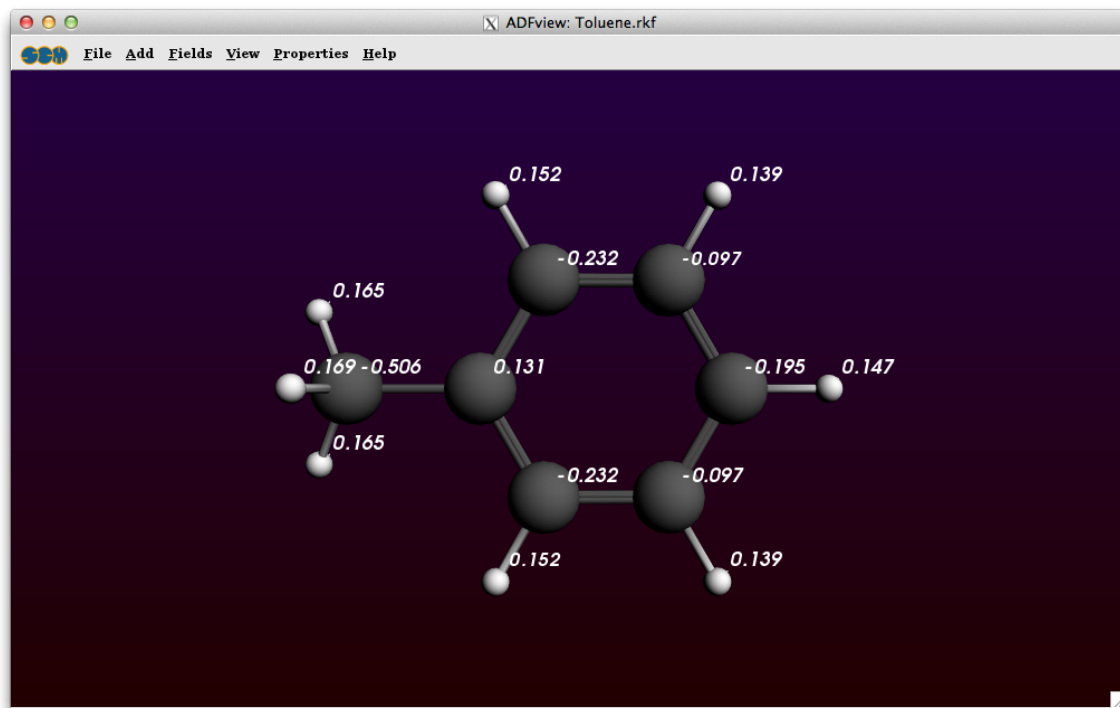 X ADFview: Toluene.rkf
SCM File Add Fields View Properties Help
0.152 0.139
-0.232 -0.097
0.165
0.169 -0.506 0.131 -0.195 0.147
0.165
-0.232 -0.097
0.152 0.139